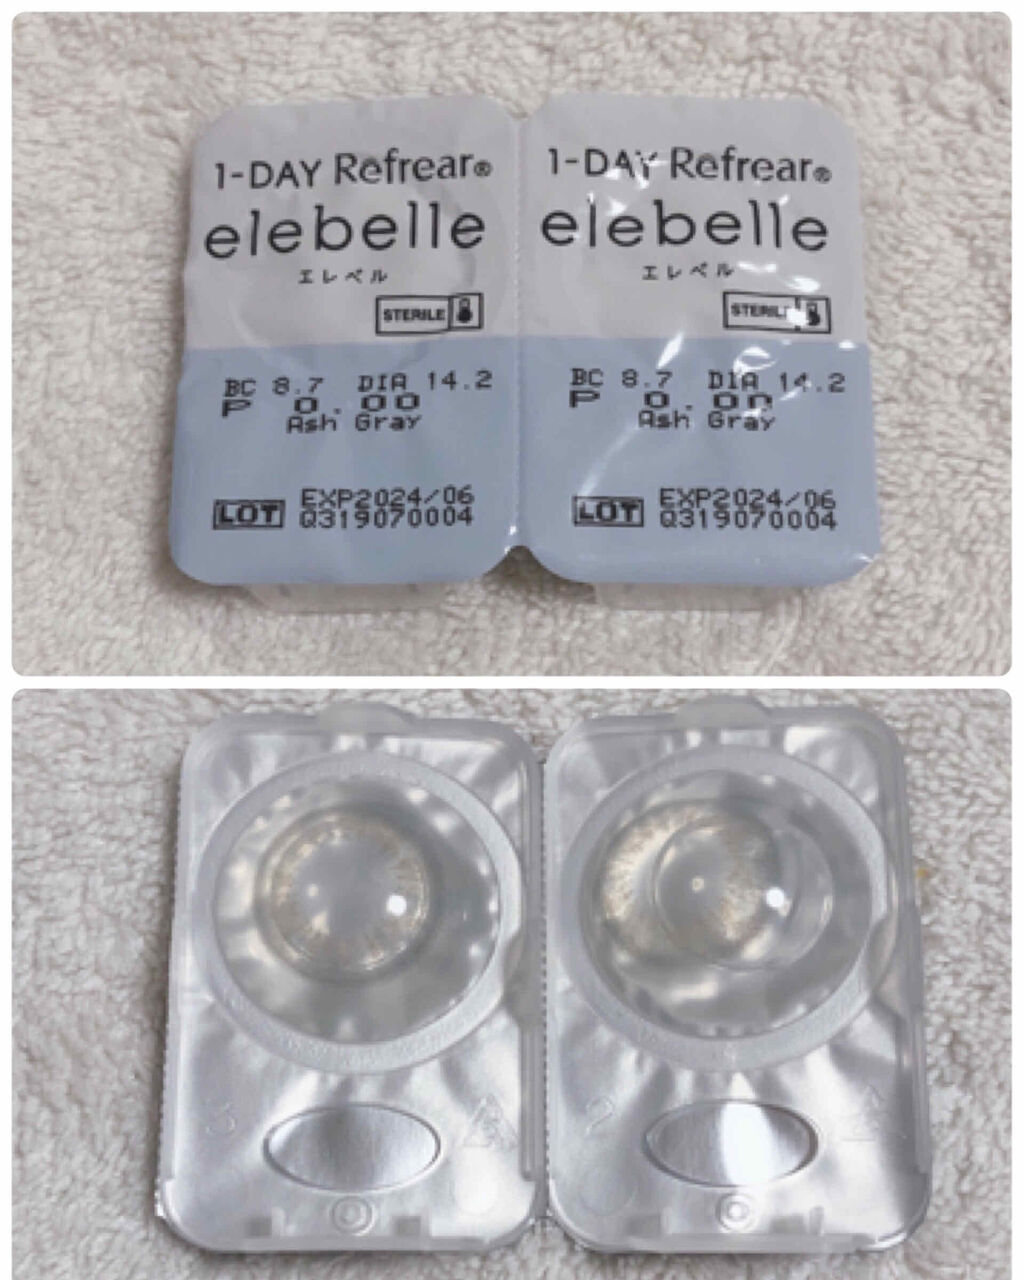 1-DAY Refrear®
elebelle
エレベル
STERILE
BC 8.7 DIA 14.2
P 0.00
Ash Gray
LOT EXP2024/06
Q319070004
1-DAY Refrear®
elebelle
エレベル
STERILE
BC 8.7 DIA 14.2
P 0.00
Ash Gray
LOT EXP2024/06
Q319070004